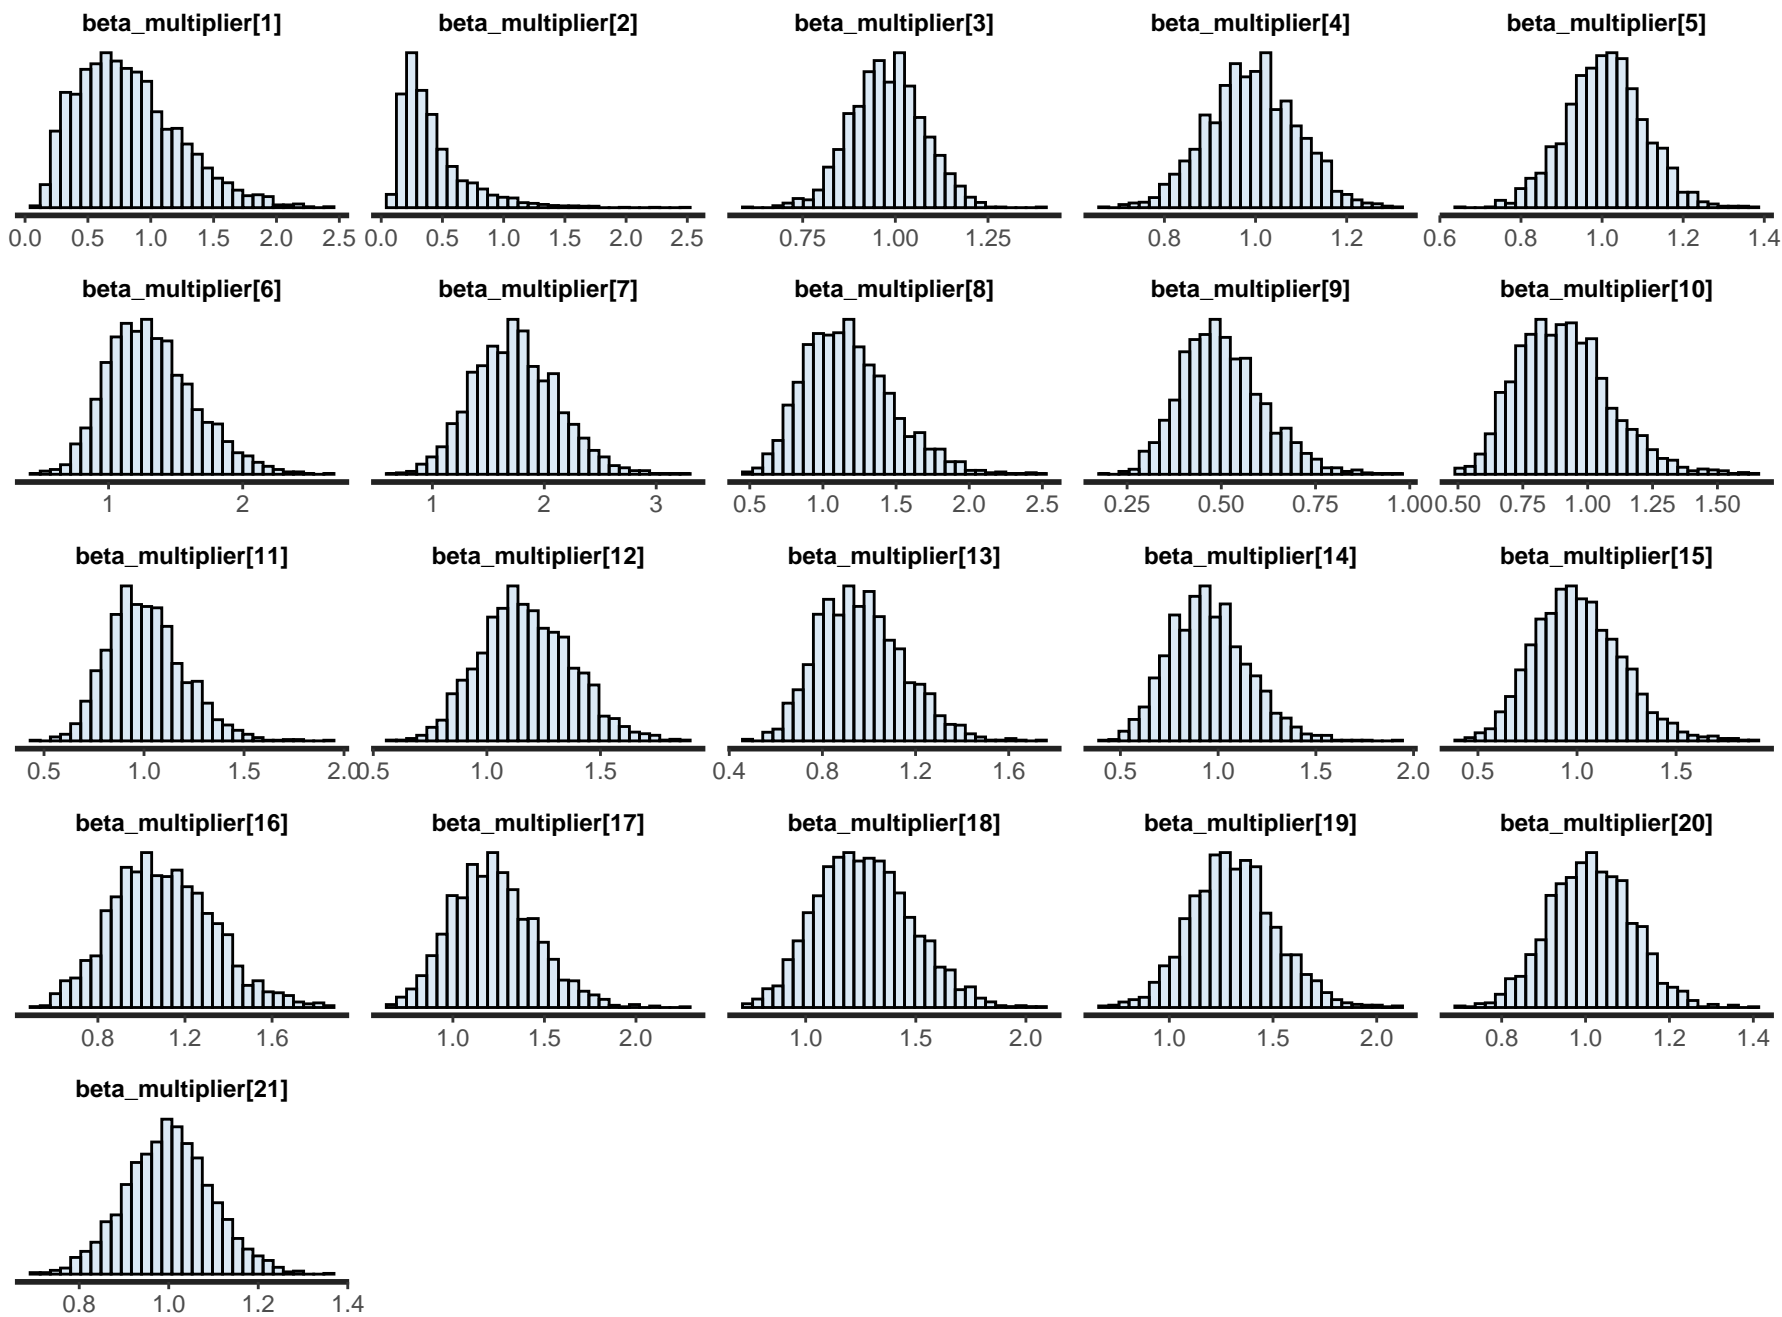 beta_multiplier[1] beta_multiplier[2] beta_multiplier[3] beta_multiplier[4] beta_multiplier[5]
0.0 0.5 1.0 1.5 2.0 2.5 0.0 0.5 1.0 1.5 2.0 2.5 0.75 1.00 1.25 0.8 1.0 1.2 0.6 0.8 1.0 1.2 1.4
beta_multiplier[6] beta_multiplier[7] beta_multiplier[8] beta_multiplier[9] beta_multiplier[10]
1 2 1 2 3 0.5 1.0 1.5 2.0 2.5 0.25 0.50 0.75 1.00 0.50 0.75 1.00 1.25 1.50
beta_multiplier[11] beta_multiplier[12] beta_multiplier[13] beta_multiplier[14] beta_multiplier[15]
0.5 1.0 1.5 2.0 0.5 1.0 1.5 0.4 0.8 1.2 1.6 0.5 1.0 1.5 2.0 0.5 1.0 1.5
beta_multiplier[16] beta_multiplier[17] beta_multiplier[18] beta_multiplier[19] beta_multiplier[20]
0.8 1.2 1.6 1.0 1.5 2.0 1.0 1.5 2.0 1.0 1.5 2.0 0.8 1.0 1.2 1.4
beta_multiplier[21]
0.8 1.0 1.2 1.4